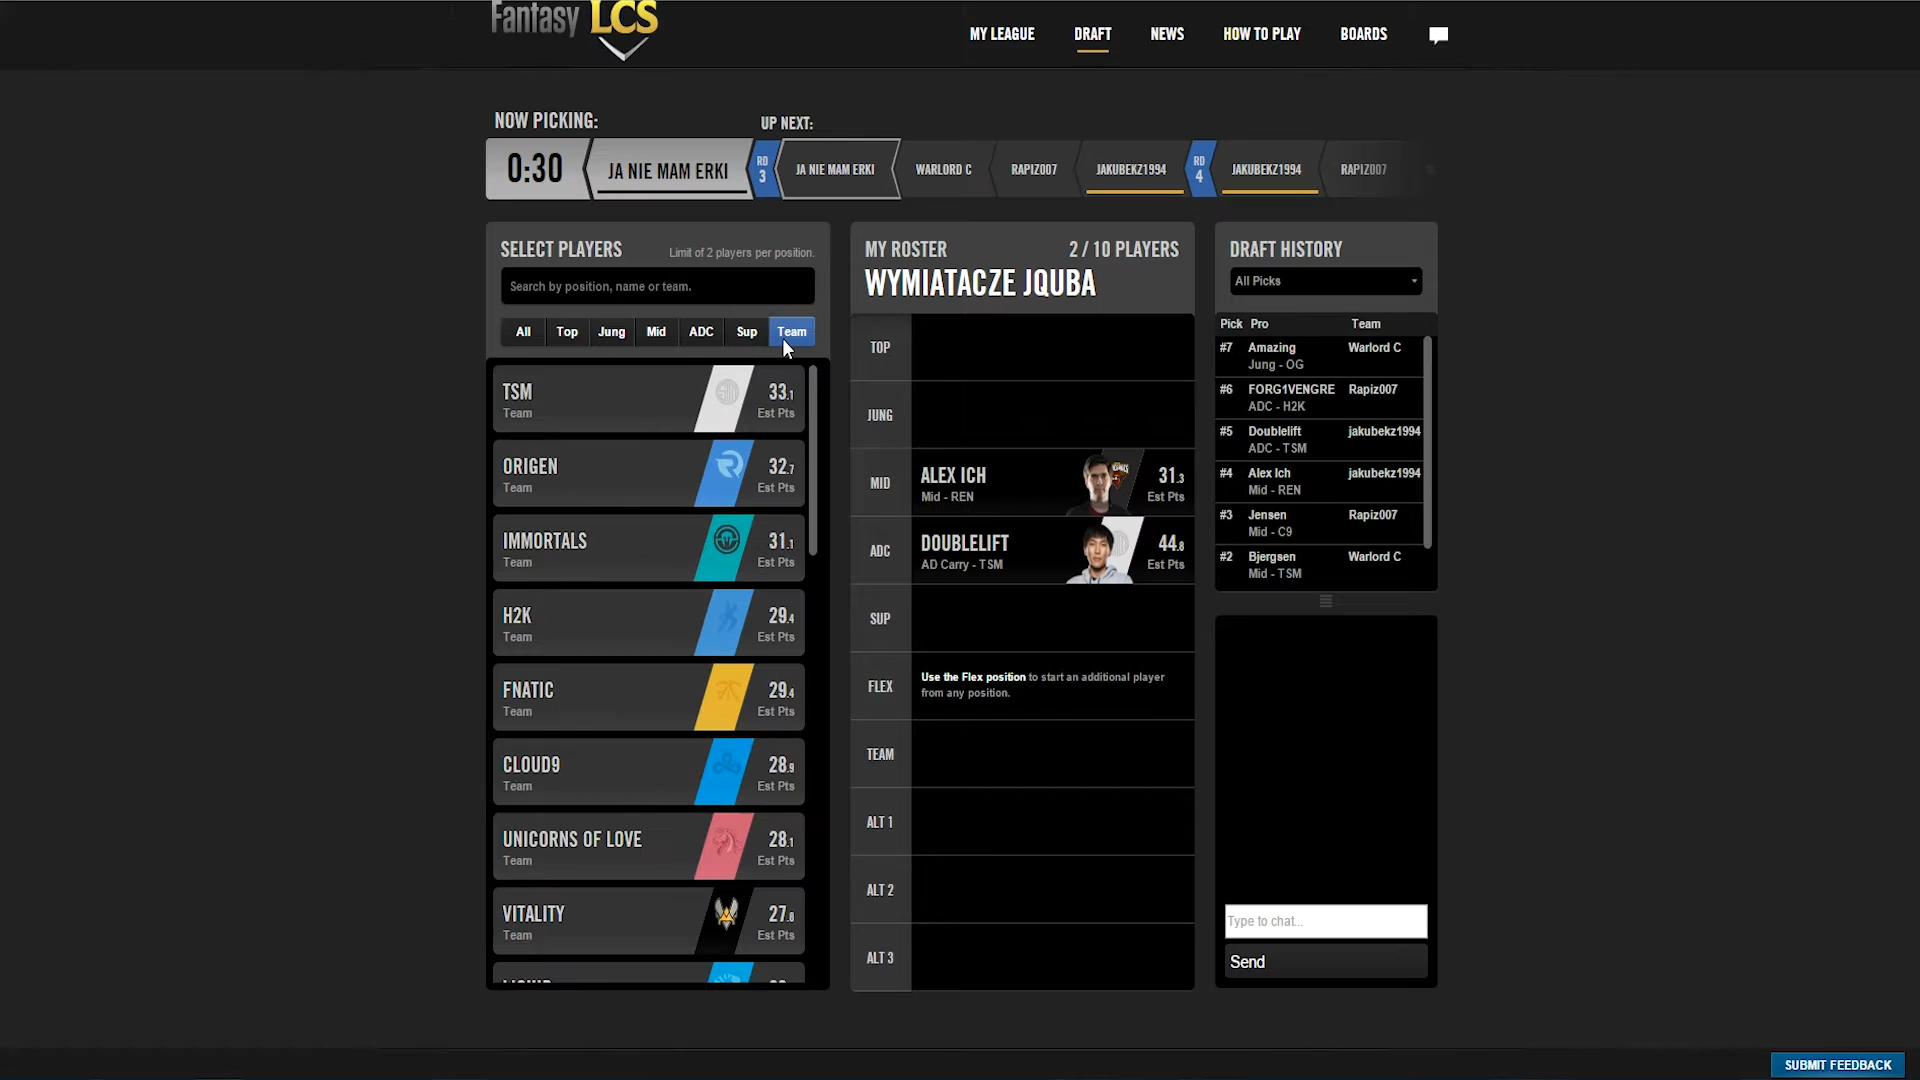 Fantasy LCS
MY LEAGUE
DRAFT
NEWS
HOW TO PLAY
BOARDS
NOW PICKING:
UP NEXT:
0:30
JA NIE MAM ERKI
RD 3
JA NIE MAM ERKI
WARLORD C
RAPIZ007
JAKUBEKZ1994
RD 4
JAKUBEKZ1994
RAPIZ007
SELECT PLAYERS
Limit of 2 players per position.
Search by position, name or team.
All Top Jung Mid ADC Sup Team
TSM 33.1
Team Est Pts
ORIGEN 32.7
Team Est Pts
IMMORTALS 31.1
Team Est Pts
H2K 29.4
Team Est Pts
FNATIC 29.4
Team Est Pts
CLOUD9 28.9
Team Est Pts
UNICORNS OF LOVE 28.1
Team Est Pts
VITALITY 27.8
Team Est Pts
MY ROSTER 2 / 10 PLAYERS
WYMIATACZE JQUBA
TOP
JUNG
MID
ALEX ICH 31.3
Mid - REN Est Pts
ADC
DOUBLELIFT 44.8
AD Carry - TSM Est Pts
SUP
FLEX
Use the Flex position to start an additional player
from any position.
TEAM
ALT 1
ALT 2
ALT 3
DRAFT HISTORY
All Picks
Pick Pro Team
#7 Amazing Warlord C
Jung - OG
#6 FORG1VENGRE Rapiz007
ADC - H2K
#5 Doublelift jakubekz1994
ADC - TSM
#4 Alex Ich jakubekz1994
Mid - REN
#3 Jensen Rapiz007
Mid - C9
#2 Bjergsen Warlord C
Mid - TSM
Type to chat...
Send
SUBMIT FEEDBACK